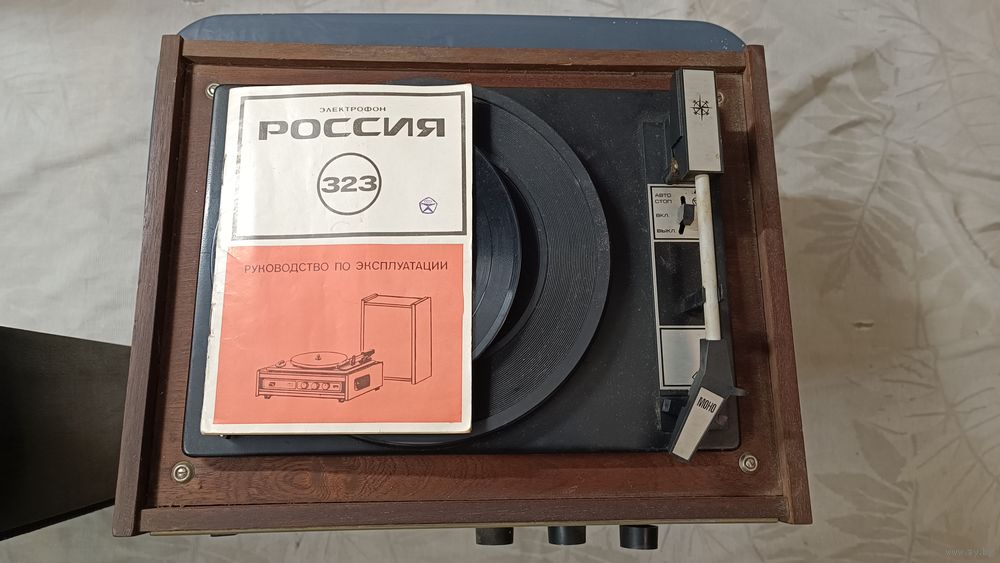 ЭЛЕКТРОФОН
РОССИЯ
323
РУКОВОДСТВО ПО ЭКСПЛУАТАЦИИ
АВТО
СТОП
ВКЛ.
ВЫКЛ.
МОНО